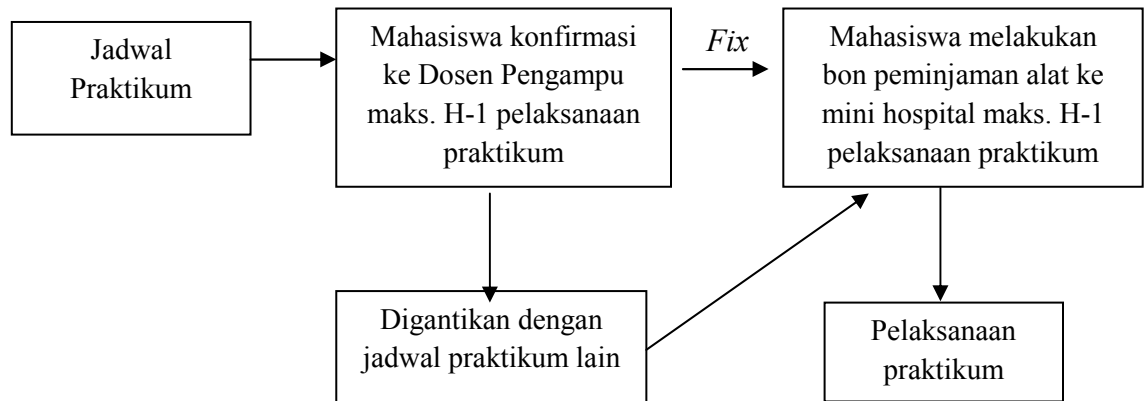 Jadwal
Praktikum
Mahasiswa konfirmasi
ke Dosen Pengampu
maks. H-1 pelaksanaan
praktikum
Fix
Mahasiswa melakukan
bon peminjaman alat ke
mini hospital maks. H-1
pelaksanaan praktikum
Digantikan dengan
jadwal praktikum lain
Pelaksanaan
praktikum